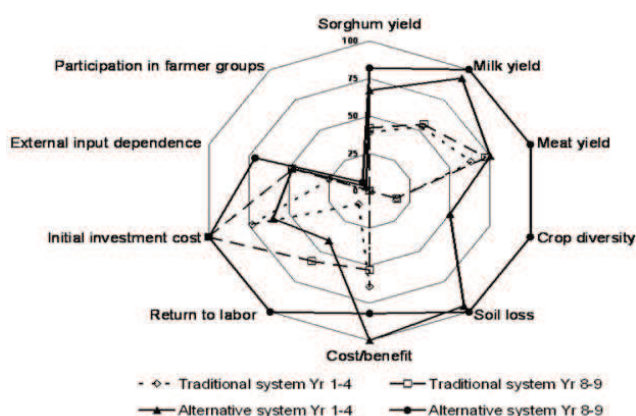 Sorghum yield
100
Participation in farmer groups
Milk yield
75
50
External input dependence
Meat yield
25
0
Initial investment cost
Crop diversity
Return to labor
Soil loss
Cost/benefit
Traditional system Yr 1-4
Traditional system Yr 8-9
Alternative system Yr 1-4
Alternative system Yr 8-9